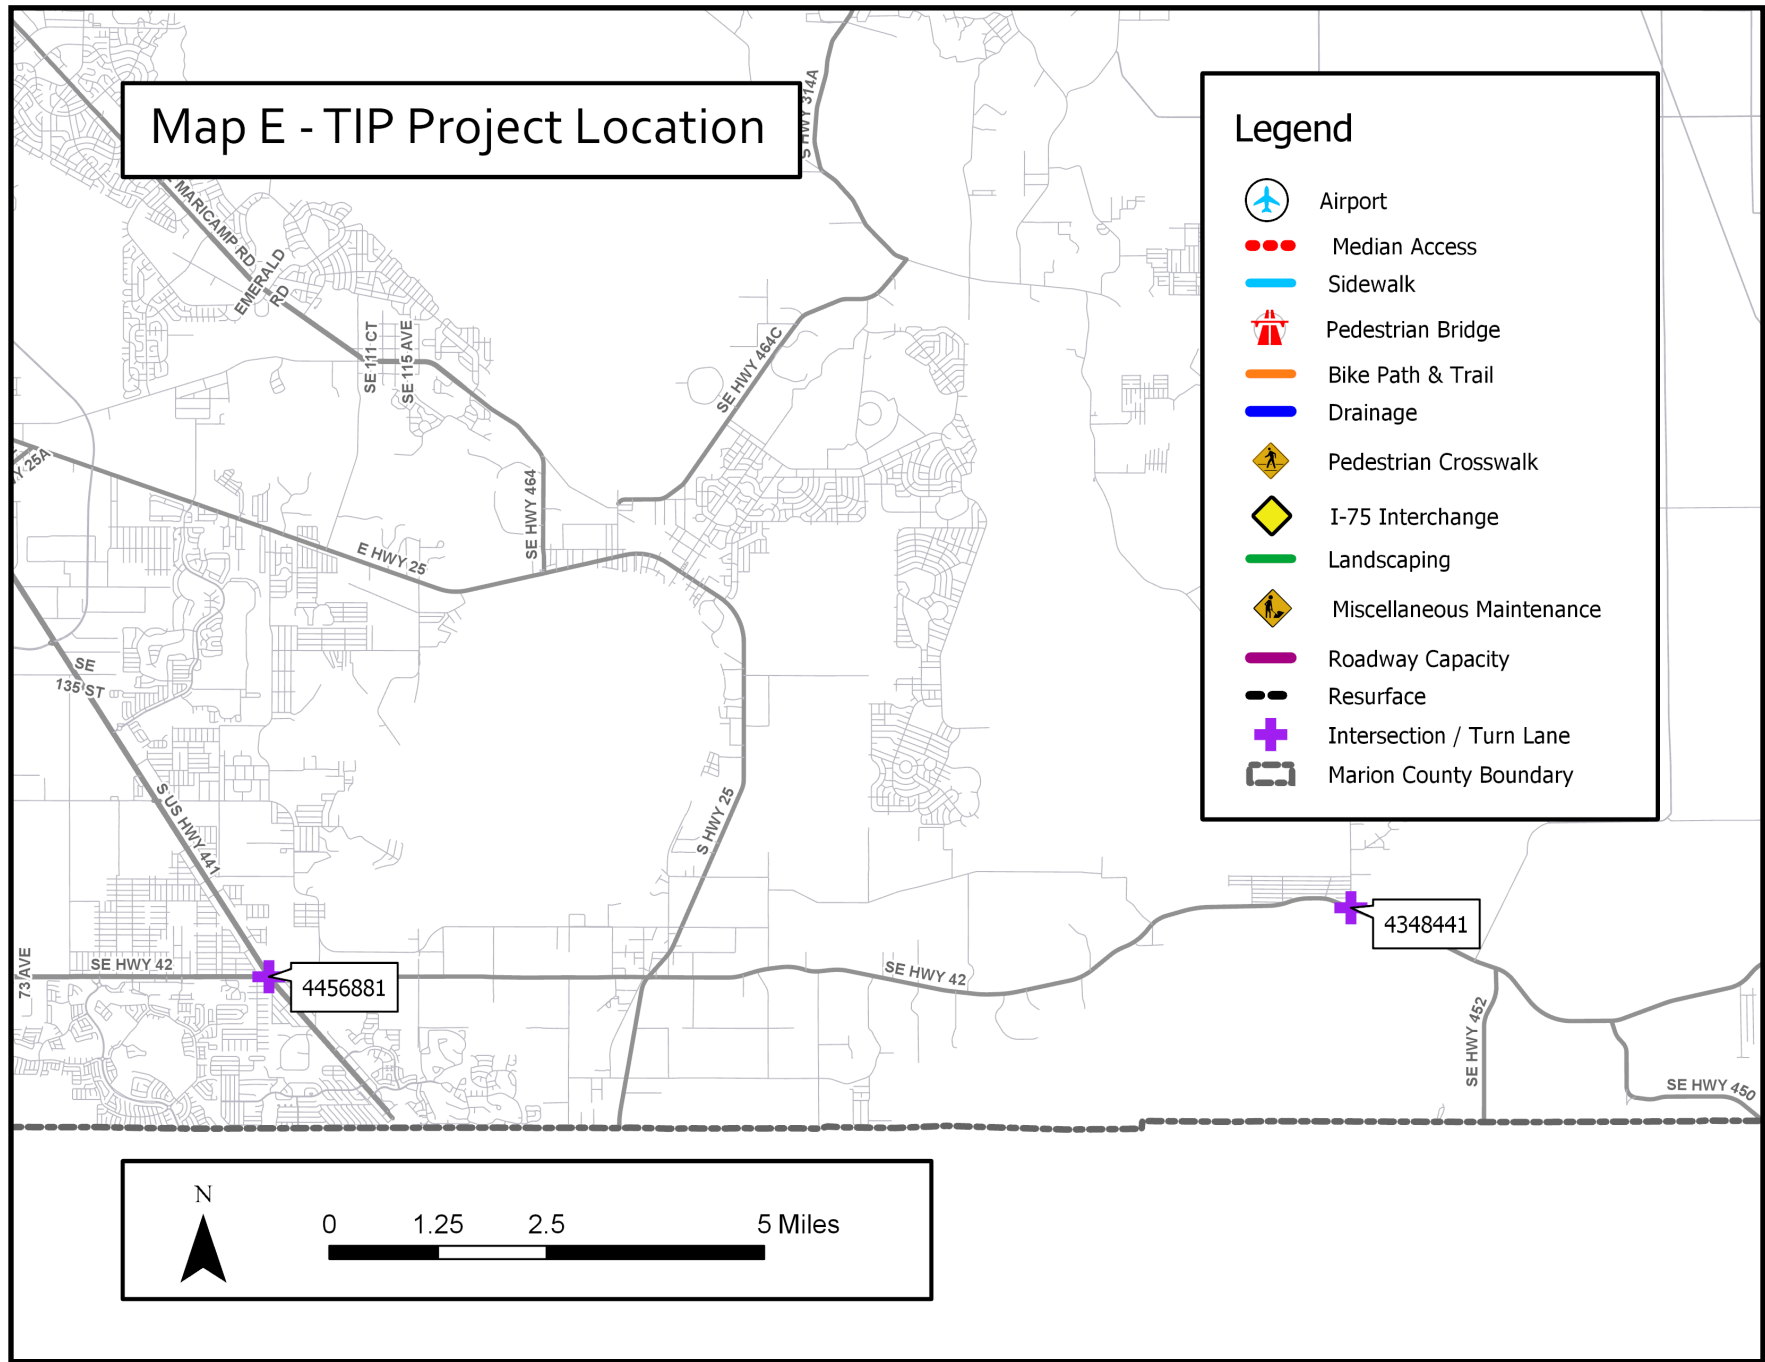 Map E - TIP Project Location
S HWY 314A
MARICAMP RD
EMERALD
RD
SE 111 CT
SE 115 AVE
SE HWY 464C
Y 25A
SE HWY 464
E HWY 25
SE
135 ST
S US HWY 441
S HWY 25
73 AVE
SE HWY 42
4456881
SE HWY 42
4348441
SE HWY 452
SE HWY 450
Legend
Airport
Median Access
Sidewalk
Pedestrian Bridge
Bike Path & Trail
Drainage
Pedestrian Crosswalk
I-75 Interchange
Landscaping
Miscellaneous Maintenance
Roadway Capacity
Resurface
Intersection / Turn Lane
Marion County Boundary
N
0 1.25 2.5 5 Miles